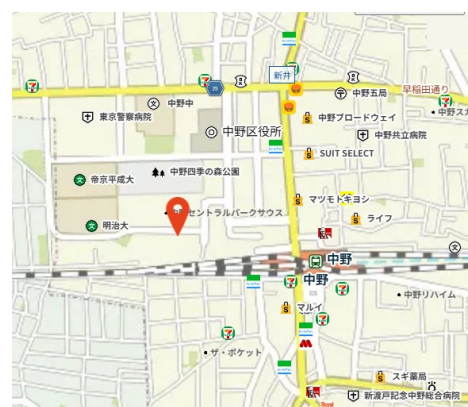 新井
早稲田通り
25
中野五局
中野中
東京警察病院
中野区役所
中野ブロードウェイ
中野共立病院
SUIT SELECT
中野四季の森公園
帝京平成大
マツモトキヨシ
セントラルパークサウス
ライフ
明治大
中野
中野
中野リハイム
マルイ
ザ・ポケット
スギ薬局
新渡戸記念中野総合病院